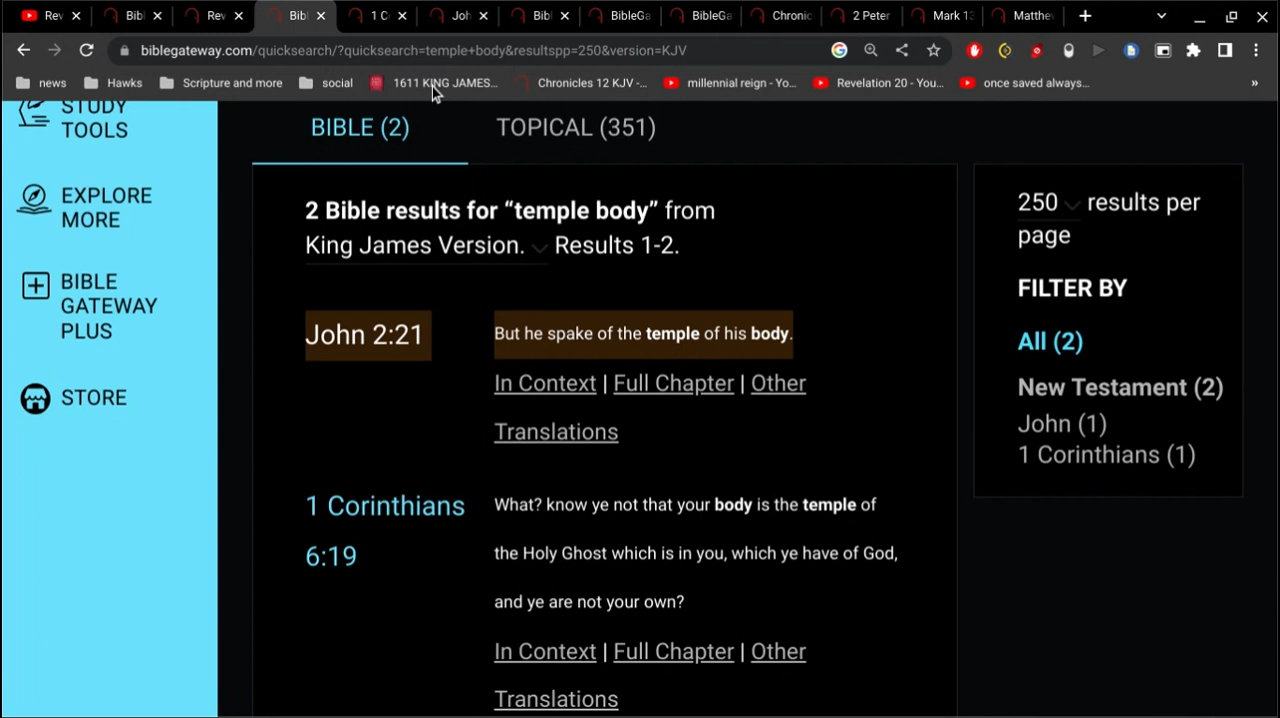 Rev
Bibl
Rev
Bibl
1 C
Joh
Bibl
BibleGa
BibleGa
Chronic
2 Peter
Mark 13
Matthe
biblegateway.com/quicksearch/?quicksearch=temple+body&resultspp=250&version=KJV
news
Hawks
Scripture and more
social
1611 KING JAMES...
Chronicles 12 KJV -...
millennial reign - Yo...
Revelation 20 - You...
once saved always...
»
STUDY
TOOLS
EXPLORE
MORE
BIBLE
GATEWAY
PLUS
STORE
BIBLE (2)
TOPICAL (351)
2 Bible results for “temple body” from
King James Version. Results 1-2.
John 2:21
But he spake of the temple of his body.
In Context | Full Chapter | Other
Translations
1 Corinthians
6:19
What? know ye not that your body is the temple of
the Holy Ghost which is in you, which ye have of God,
and ye are not your own?
In Context | Full Chapter | Other
Translations
250 results per
page
FILTER BY
All (2)
New Testament (2)
John (1)
1 Corinthians (1)